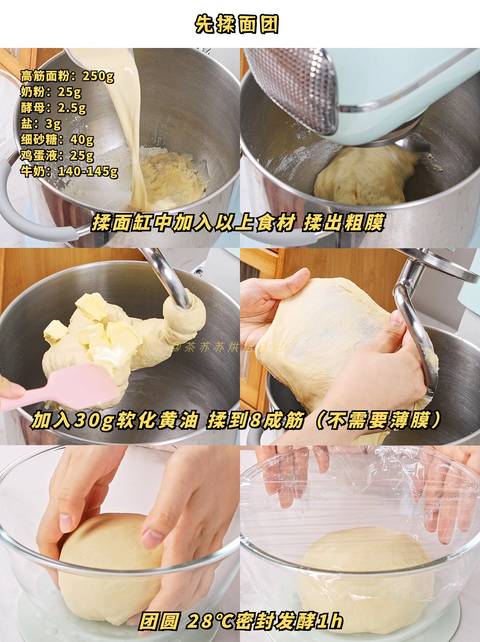 先揉面团
高筋面粉：250g
奶粉：25g
酵母：2.5g
盐：3g
细砂糖：40g
鸡蛋液：25g
牛奶：140-145g
揉面缸中加入以上食材 揉出粗膜
加入30g软化黄油 揉到8成筋（不需要薄膜）
团圆 28℃密封发酵1h